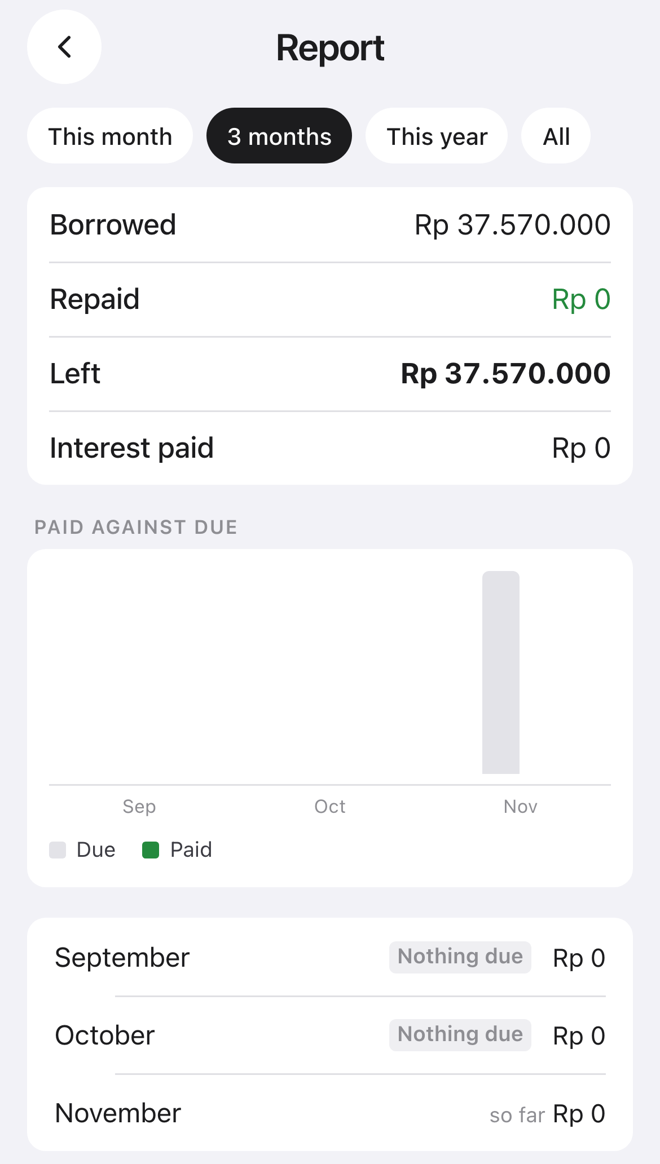 Report
This month 3 months This year All
Borrowed Rp 37.570.000
Repaid Rp 0
Left Rp 37.570.000
Interest paid Rp 0
PAID AGAINST DUE
Sep Oct Nov
Due Paid
September Nothing due Rp 0
October Nothing due Rp 0
November so far Rp 0